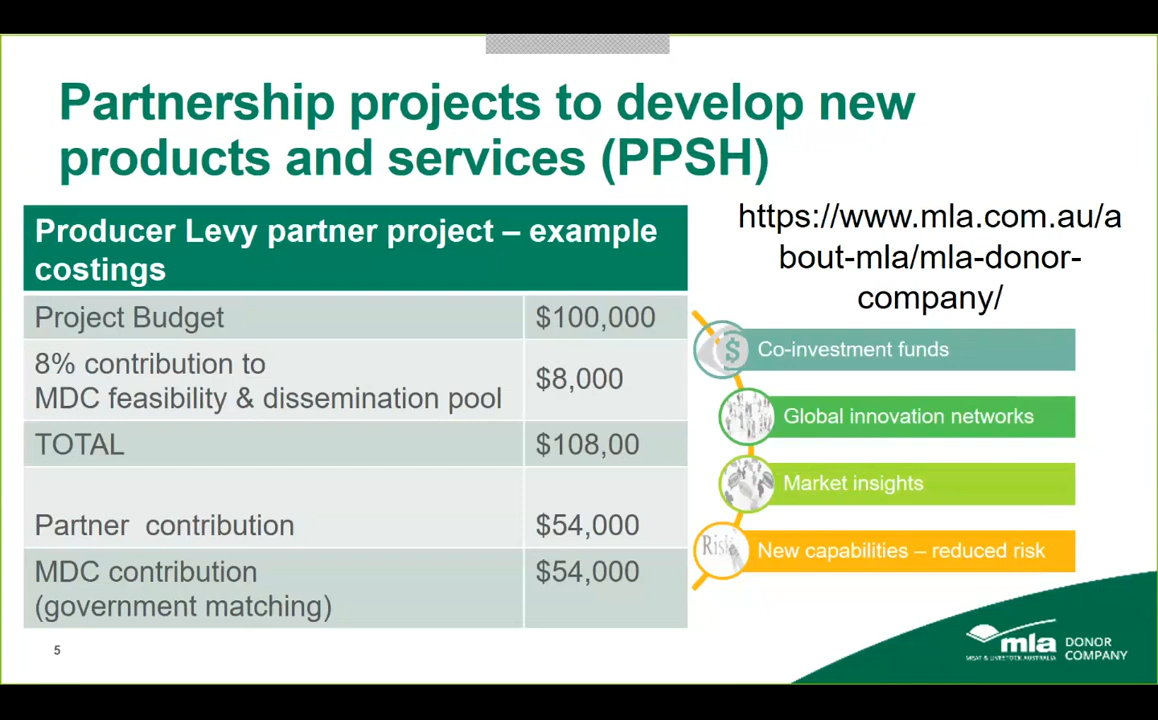 Partnership projects to develop new
products and services (PPSH)
Producer Levy partner project – example
costings
Project Budget
$100,000
8% contribution to
MDC feasibility & dissemination pool
$8,000
TOTAL
$108,00
Partner contribution
$54,000
MDC contribution
(government matching)
$54,000
https://www.mla.com.au/a
bout-mla/mla-donor-
company/
$
Co-investment funds
Global innovation networks
Market insights
Risk
New capabilities – reduced risk
5
mla
MEAT & LIVESTOCK AUSTRALIA
DONOR
COMPANY